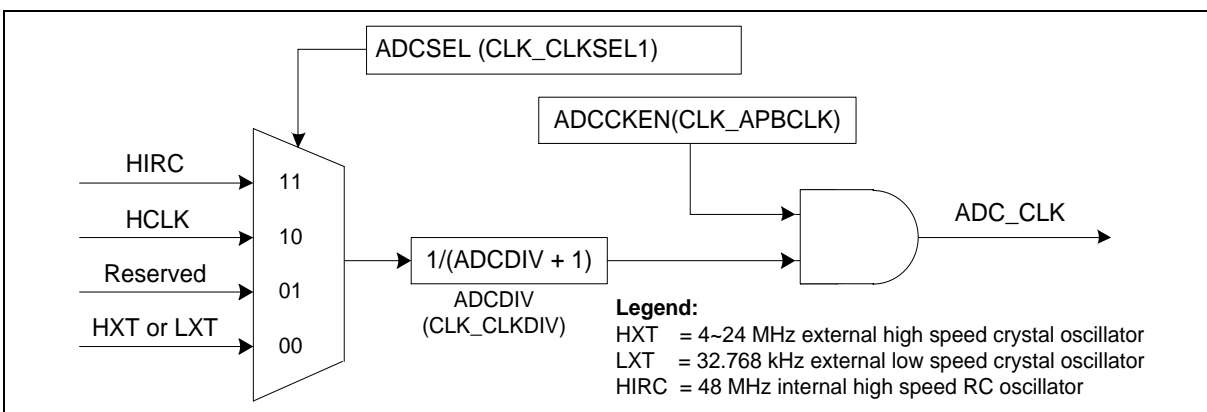 ADCSEL (CLK_CLKSEL1)
ADCCKEN(CLK_APBCLK)
HIRC
11
HCLK
10
Reserved
01
HXT or LXT
00
1/(ADCDIV + 1)
ADCDIV
(CLK_CLKDIV)
ADC_CLK
Legend:
HXT = 4~24 MHz external high speed crystal oscillator
LXT = 32.768 kHz external low speed crystal oscillator
HIRC = 48 MHz internal high speed RC oscillator